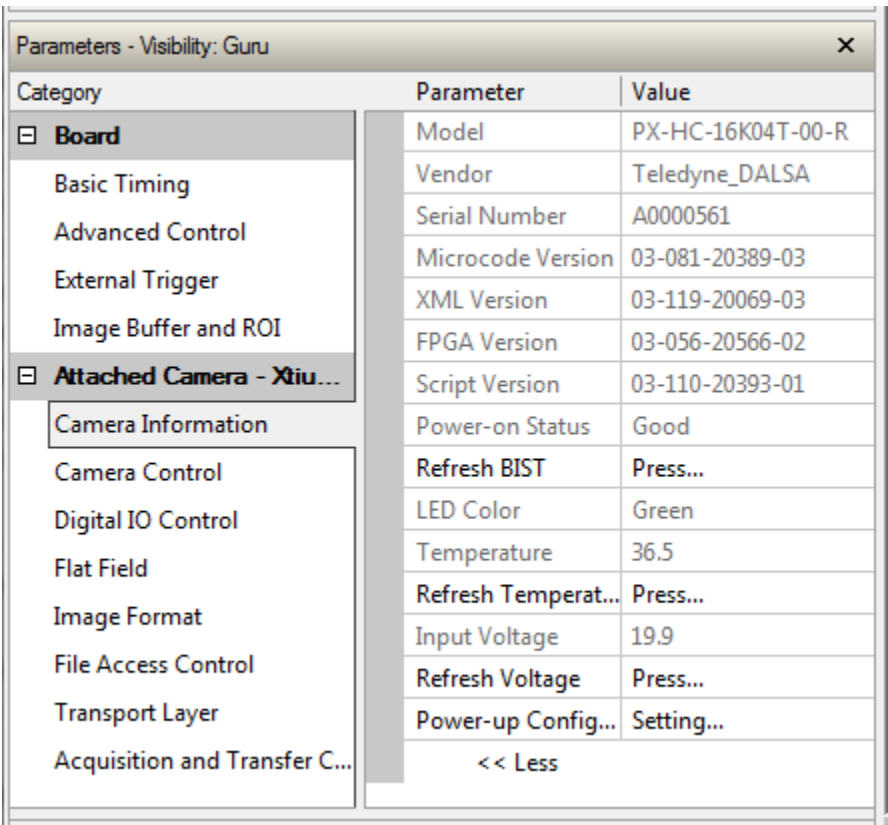 Parameters - Visibility: Guru
Category
Board
Basic Timing
Advanced Control
External Trigger
Image Buffer and ROI
Attached Camera - Xtiu...
Camera Information
Camera Control
Digital IO Control
Flat Field
Image Format
File Access Control
Transport Layer
Acquisition and Transfer C...
Parameter Value
Model PX-HC-16K04T-00-R
Vendor Teledyne_DALSA
Serial Number A0000561
Microcode Version 03-081-20389-03
XML Version 03-119-20069-03
FPGA Version 03-056-20566-02
Script Version 03-110-20393-01
Power-on Status Good
Refresh BIST Press...
LED Color Green
Temperature 36.5
Refresh Temperat... Press...
Input Voltage 19.9
Refresh Voltage Press...
Power-up Config... Setting...
<< Less